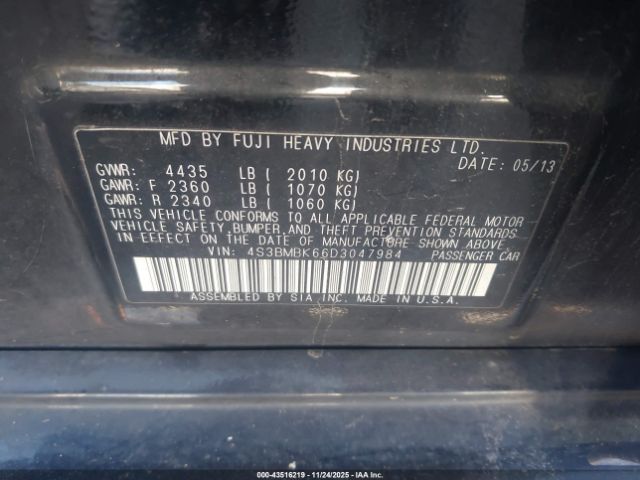 MFD BY FUJI HEAVY INDUSTRIES LTD.
DATE: 05/13
GVWR: 4435 LB ( 2010 KG)
GAWR: F 2360 LB ( 1070 KG)
GAWR: R 2340 LB ( 1060 KG)
THIS VEHICLE CONFORMS TO ALL APPLICABLE FEDERAL MOTOR
VEHICLE SAFETY, BUMPER, AND THEFT PREVENTION STANDARDS
IN EFFECT ON THE DATE OF MANUFACTURE SHOWN ABOVE.
VIN: 4S3BMBK66D3047984 PASSENGER CAR
ASSEMBLED BY SIA, INC. MADE IN U.S.A.
000-43516219 - 11/24/2025 - IAA Inc.